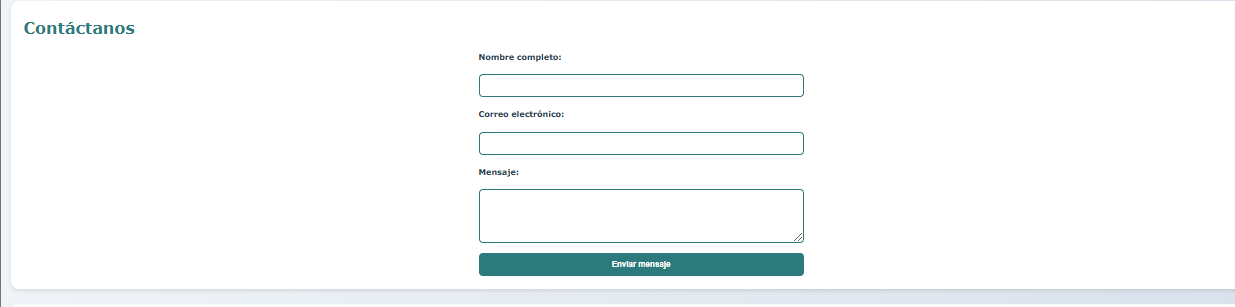 Contáctanos
Nombre completo:
Correo electrónico:
Mensaje:
Enviar mensaje